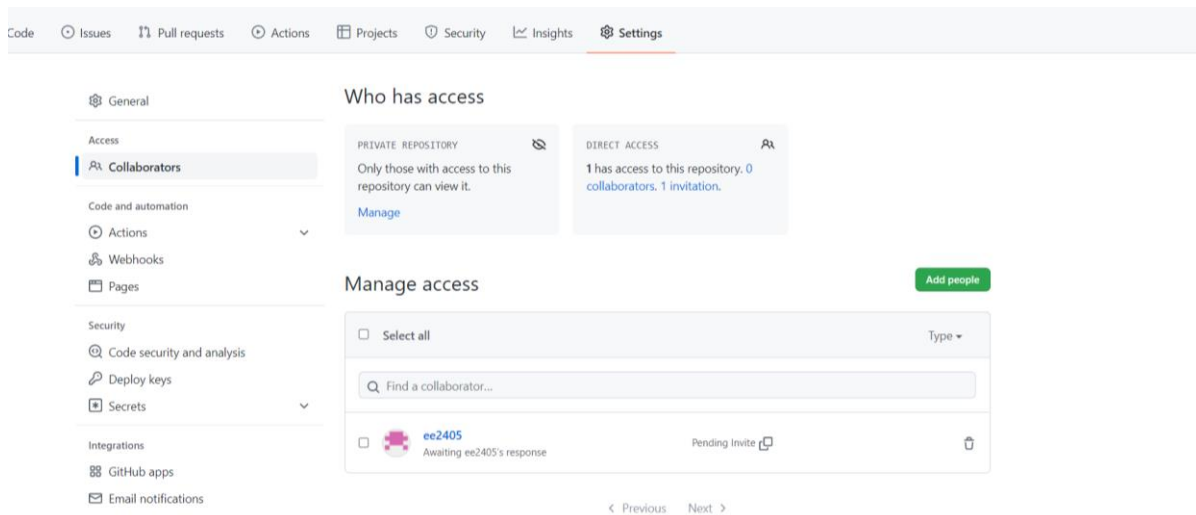 Code Issues Pull requests Actions Projects Security Insights Settings
General
Access
Collaborators
Code and automation
Actions
Webhooks
Pages
Security
Code security and analysis
Deploy keys
Secrets
Integrations
GitHub apps
Email notifications
Who has access
PRIVATE REPOSITORY
Only those with access to this
repository can view it.
Manage
DIRECT ACCESS
1 has access to this repository. 0
collaborators. 1 invitation.
Manage access
Add people
Select all
Type
Find a collaborator...
ee2405
Awaiting ee2405's response
Pending Invite
< Previous Next >